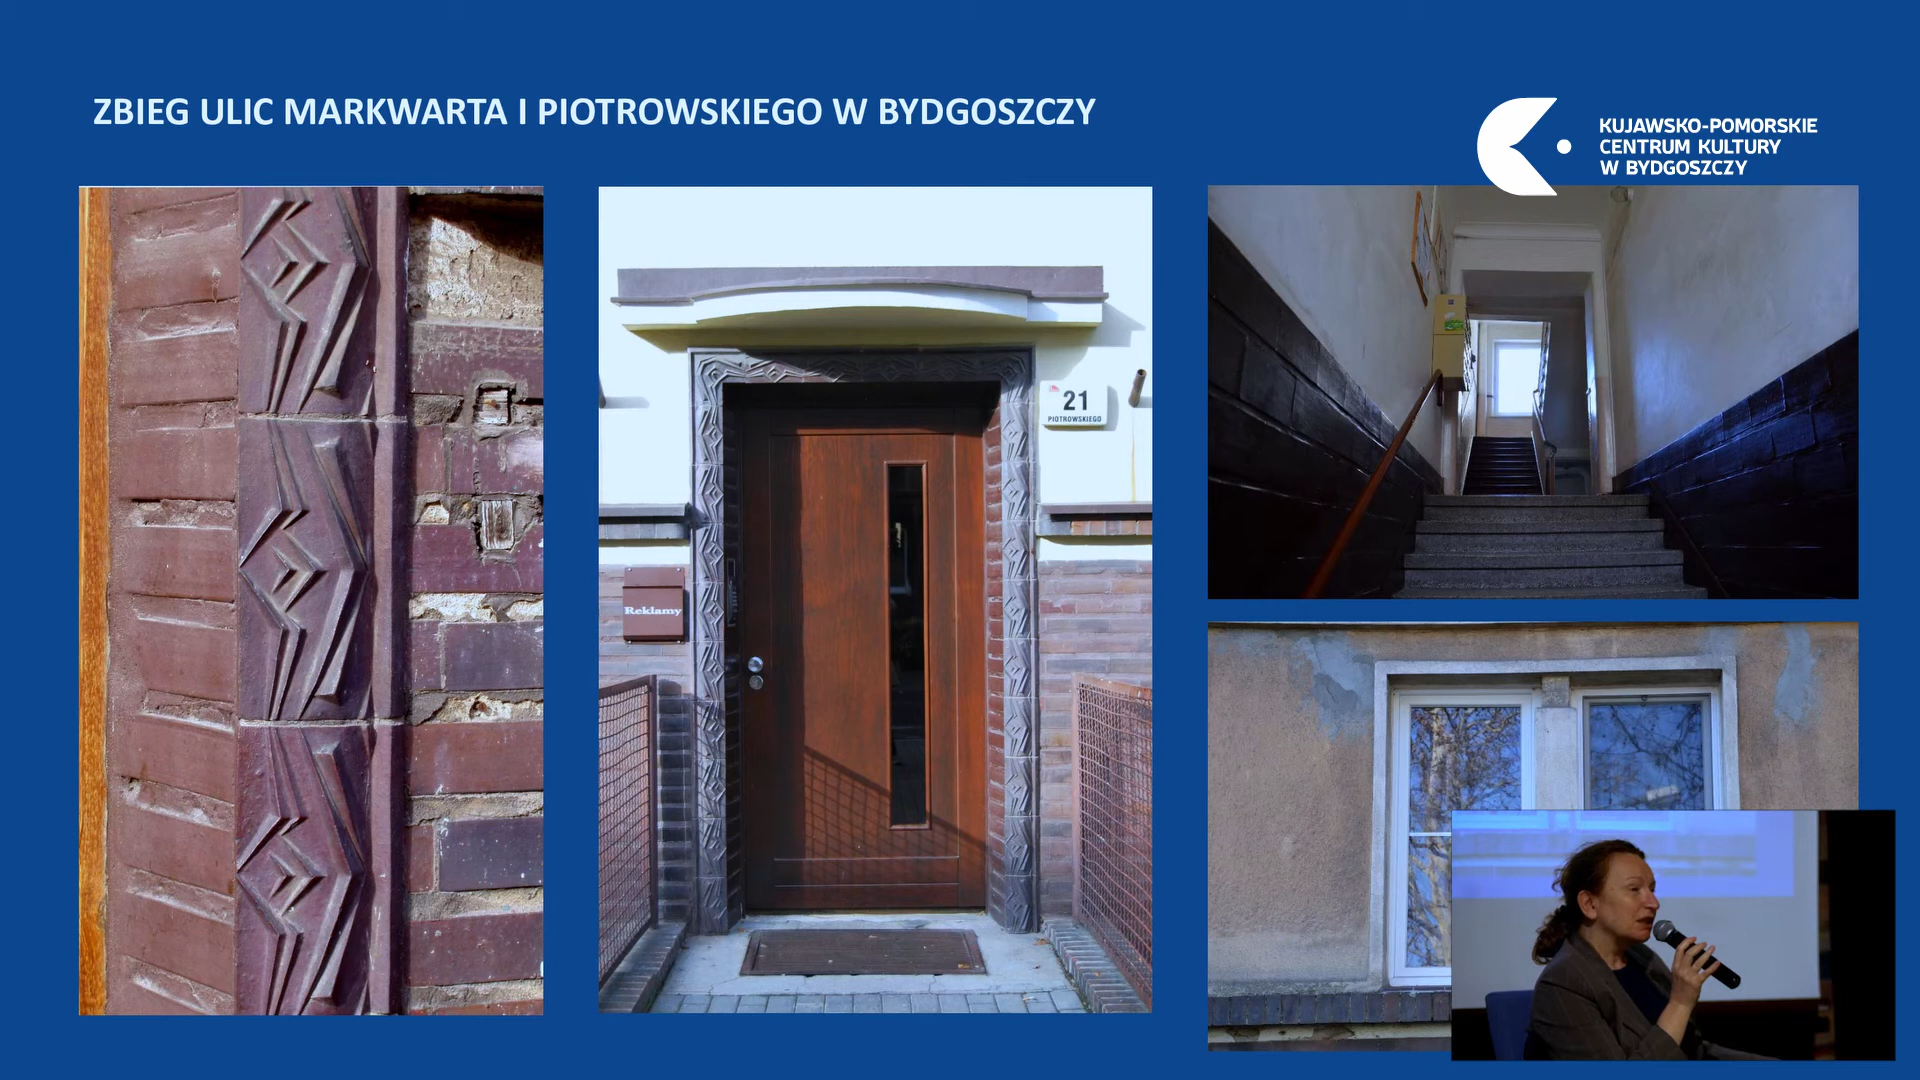 ZBIEG ULIC MARKWARTA I PIOTROWSKIEGO W BYDGOSZCZY
KUJAWSKO-POMORSKIE
CENTRUM KULTURY
W BYDGOSZCZY
21
PIOTROWSKIEGO
Reklamy